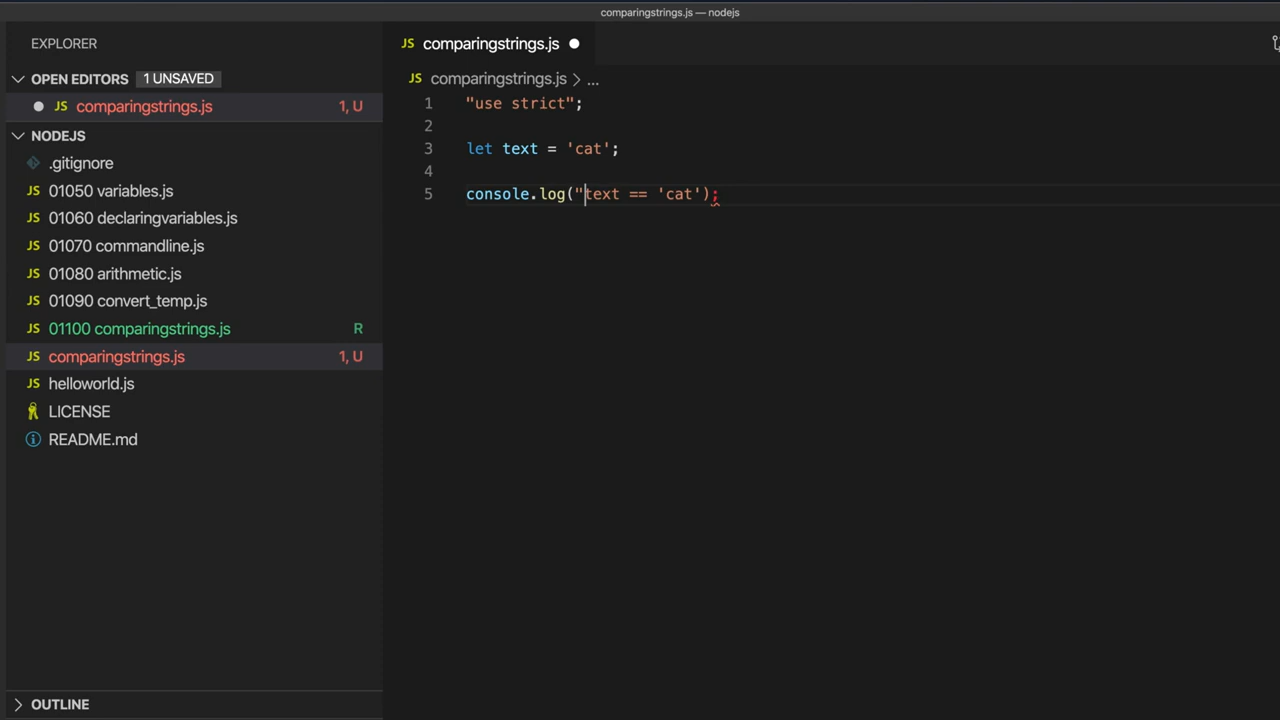 comparingstrings.js — nodejs
EXPLORER
OPEN EDITORS 1 UNSAVED
JS comparingstrings.js 1, U
NODEJS
.gitignore
JS 01050 variables.js
JS 01060 declaringvariables.js
JS 01070 commandline.js
JS 01080 arithmetic.js
JS 01090 convert_temp.js
JS 01100 comparingstrings.js R
JS comparingstrings.js 1, U
JS helloworld.js
LICENSE
README.md
OUTLINE
JS comparingstrings.js
JS comparingstrings.js > ...
1 "use strict";
2
3 let text = 'cat';
4
5 console.log("text == 'cat');